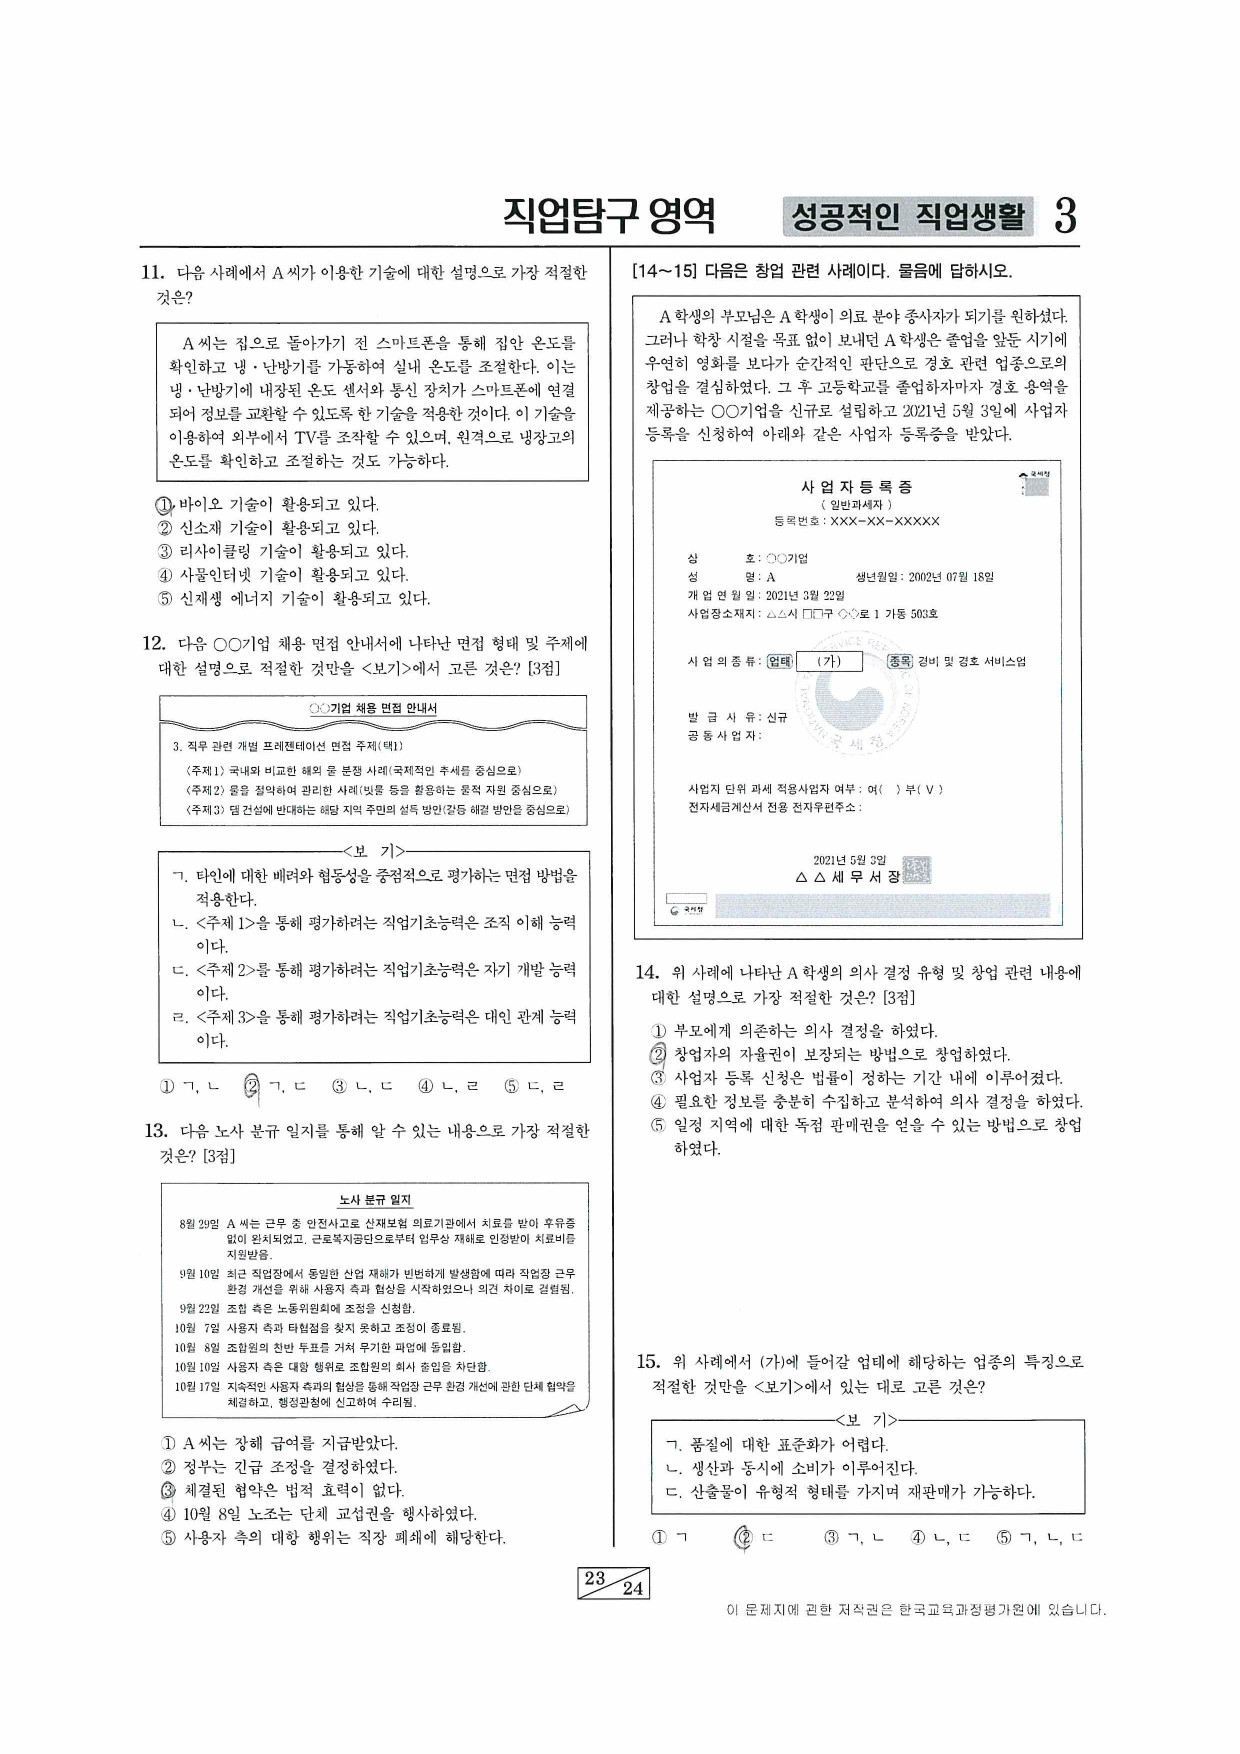 직업탐구 영역
성공적인 직업생활 3
11. 다음 사례에서 A 씨가 이용한 기술에 대한 설명으로 가장 적절한
것은?
A 씨는 집으로 돌아가기 전 스마트폰을 통해 집안 온도를
확인하고 냉·난방기를 가동하여 실내 온도를 조절한다. 이는
냉·난방기에 내장된 온도 센서와 통신 장치가 스마트폰에 연결
되어 정보를 교환할 수 있도록 한 기술을 적용한 것이다. 이 기술을
이용하여 외부에서 TV를 조작할 수 있으며, 원격으로 냉장고의
온도를 확인하고 조절하는 것도 가능하다.
① 바이오 기술이 활용되고 있다.
② 신소재 기술이 활용되고 있다.
③ 리사이클링 기술이 활용되고 있다.
④ 사물인터넷 기술이 활용되고 있다.
⑤ 신재생 에너지 기술이 활용되고 있다.
12. 다음 ○○기업 채용 면접 안내서에 나타난 면접 형태 및 주제에
대한 설명으로 적절한 것만을 <보기>에서 고른 것은? [3점]
○○기업 채용 면접 안내서
3. 직무 관련 개별 프레젠테이션 면접 주제(택1)
〈주제 1〉 국내와 비교한 해외 물 분쟁 사례(국제적인 추세를 중심으로)
〈주제 2〉 물을 절약하여 관리한 사례(빗물 등을 활용하는 물적 자원 중심으로)
〈주제 3〉 댐 건설에 반대하는 해당 지역 주민의 설득 방안(갈등 해결 방안을 중심으로)
<보 기>
ㄱ. 타인에 대한 배려와 협동성을 중점적으로 평가하는 면접 방법을
적용한다.
ㄴ. <주제 1>을 통해 평가하려는 직업기초능력은 조직 이해 능력
이다.
ㄷ. <주제 2>를 통해 평가하려는 직업기초능력은 자기 개발 능력
이다.
ㄹ. <주제 3>을 통해 평가하려는 직업기초능력은 대인 관계 능력
이다.
① ㄱ, ㄴ ② ㄱ, ㄷ ③ ㄴ, ㄷ ④ ㄴ, ㄹ ⑤ ㄷ, ㄹ
13. 다음 노사 분규 일지를 통해 알 수 있는 내용으로 가장 적절한
것은? [3점]
노사 분규 일지
8월 29일 A 씨는 근무 중 안전사고로 산재보험 의료기관에서 치료를 받아 후유증
없이 완치되었고, 근로복지공단으로부터 업무상 재해로 인정받아 치료비를
지원받음.
9월 10일 최근 직업장에서 동일한 산업 재해가 빈번하게 발생함에 따라 작업장 근무
환경 개선을 위해 사용자 측과 협상을 시작하였으나 의견 차이로 결렬됨.
9월 22일 조합 측은 노동위원회에 조정을 신청함.
10월 7일 사용자 측과 타협점을 찾지 못하고 조정이 종료됨.
10월 8일 조합원의 찬반 투표를 거쳐 무기한 파업에 돌입함.
10월 10일 사용자 측은 대항 행위로 조합원의 회사 출입을 차단함.
10월 17일 지속적인 사용자 측과의 협상을 통해 작업장 근무 환경 개선에 관한 단체 협약을
체결하고, 행정관청에 신고하여 수리됨.
① A 씨는 장해 급여를 지급받았다.
② 정부는 긴급 조정을 결정하였다.
③ 체결된 협약은 법적 효력이 없다.
④ 10월 8일 노조는 단체 교섭권을 행사하였다.
⑤ 사용자 측의 대항 행위는 직장 폐쇄에 해당한다.
[14～15] 다음은 창업 관련 사례이다. 물음에 답하시오.
A 학생의 부모님은 A 학생이 의료 분야 종사자가 되기를 원하셨다.
그러나 학창 시절을 목표 없이 보내던 A 학생은 졸업을 앞둔 시기에
우연히 영화를 보다가 순간적인 판단으로 경호 관련 업종으로의
창업을 결심하였다. 그 후 고등학교를 졸업하자마자 경호 용역을
제공하는 ○○기업을 신규로 설립하고 2021년 5월 3일에 사업자
등록을 신청하여 아래와 같은 사업자 등록증을 받았다.
국세청
사업자등록증
( 일반과세자 )
등록번호 : XXX-XX-XXXXX
상 호 : ○○기업
성 명 : A 생년월일 : 2002년 07월 18일
개 업 연 월 일 : 2021년 3월 22일
사업장소재지 : △△시 □□구 ◇◇로 1 가동 503호
사 업 의 종 류 : 업태 (가) 종목 경비 및 경호 서비스업
발 급 사 유 : 신규
공 동 사 업 자 :
국세청
사업자 단위 과세 적용사업자 여부 : 여( ) 부( V )
전자세금계산서 전용 전자우편주소 :
2021년 5월 3일
△△세무서장
국세청
14. 위 사례에 나타난 A 학생의 의사 결정 유형 및 창업 관련 내용에
대한 설명으로 가장 적절한 것은? [3점]
① 부모에게 의존하는 의사 결정을 하였다.
② 창업자의 자율권이 보장되는 방법으로 창업하였다.
③ 사업자 등록 신청은 법률이 정하는 기간 내에 이루어졌다.
④ 필요한 정보를 충분히 수집하고 분석하여 의사 결정을 하였다.
⑤ 일정 지역에 대한 독점 판매권을 얻을 수 있는 방법으로 창업
하였다.
15. 위 사례에서 (가)에 들어갈 업태에 해당하는 업종의 특징으로
적절한 것만을 <보기>에서 있는 대로 고른 것은?
<보 기>
ㄱ. 품질에 대한 표준화가 어렵다.
ㄴ. 생산과 동시에 소비가 이루어진다.
ㄷ. 산출물이 유형적 형태를 가지며 재판매가 가능하다.
① ㄱ ② ㄷ ③ ㄱ, ㄴ ④ ㄴ, ㄷ ⑤ ㄱ, ㄴ, ㄷ
23 24
이 문제지에 관한 저작권은 한국교육과정평가원에 있습니다.